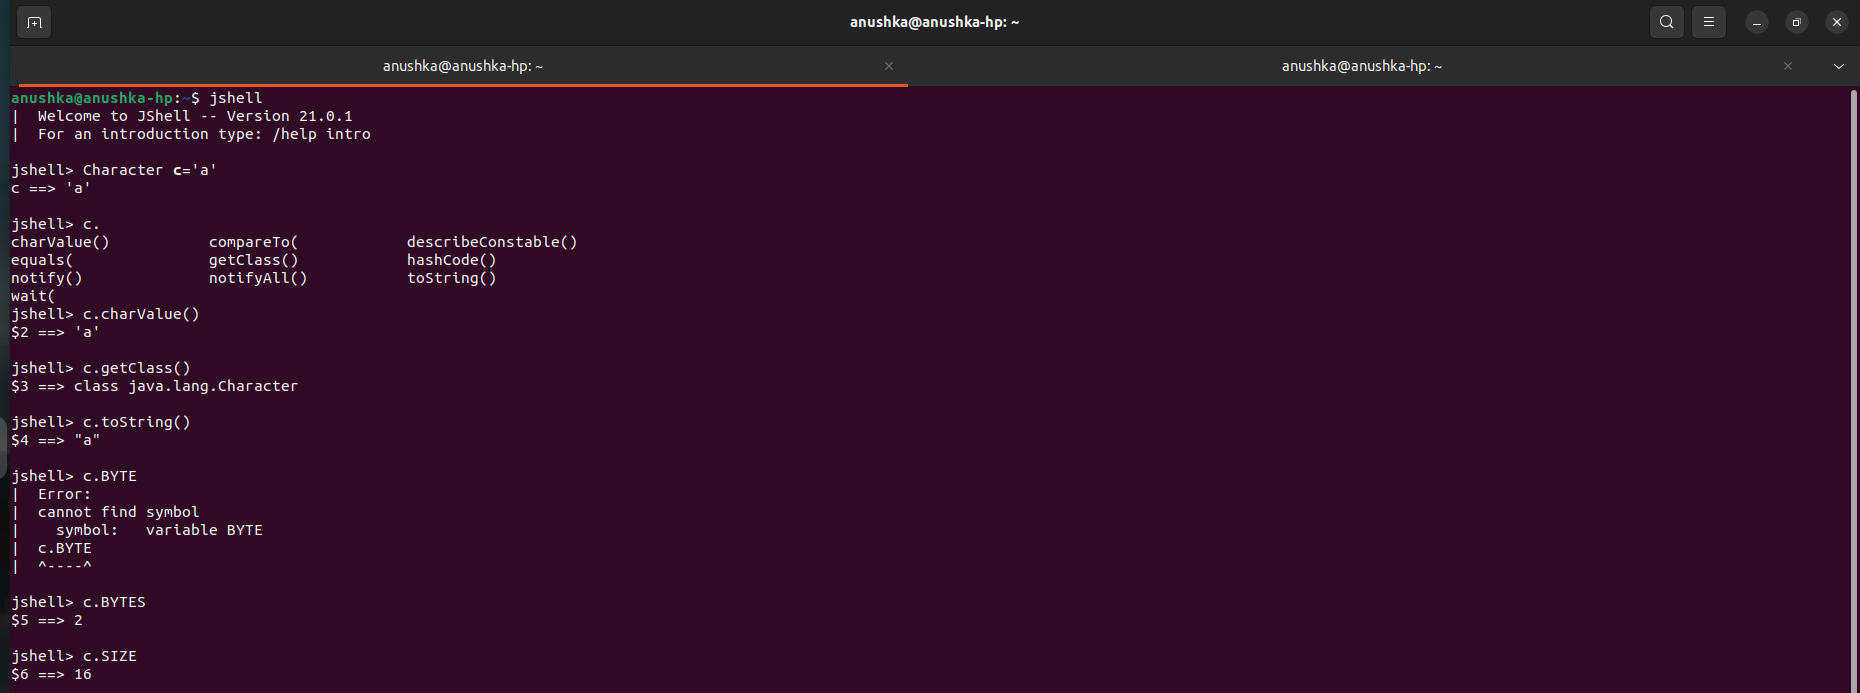 anushka@anushka-hp: ~
anushka@anushka-hp: ~ anushka@anushka-hp: ~
anushka@anushka-hp:~$ jshell
|  Welcome to JShell -- Version 21.0.1
|  For an introduction type: /help intro
jshell> Character c='a'
c ==> 'a'
jshell> c.
charValue()           compareTo(            describeConstable()
equals(               getClass()            hashCode()
notify()              notifyAll()           toString()
wait(
jshell> c.charValue()
$2 ==> 'a'
jshell> c.getClass()
$3 ==> class java.lang.Character
jshell> c.toString()
$4 ==> "a"
jshell> c.BYTE
|  Error:
|  cannot find symbol
|    symbol:   variable BYTE
|  c.BYTE
|  ^----^
jshell> c.BYTES
$5 ==> 2
jshell> c.SIZE
$6 ==> 16